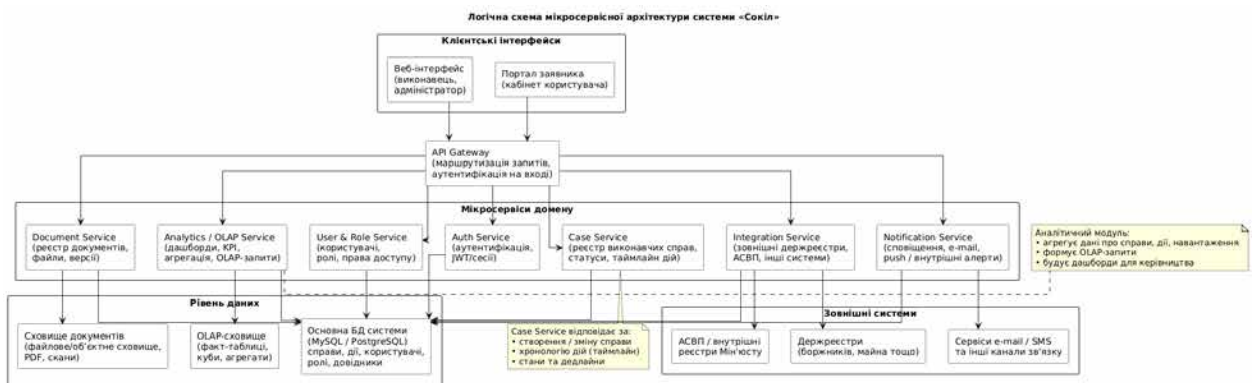 Логічна схема мікросервісної архітектури системи «Сокіл»
Клієнтські інтерфейси
Веб-інтерфейс
(виконавець,
адміністратор)
Портал заявника
(кабінет користувача)
API Gateway
(маршрутизація запитів,
аутентифікація на вході)
Мікросервіси домену
Document Service
(реєстр документів,
файли, версії)
Analytics / OLAP Service
(дашборди, KPI,
агрегація, OLAP-запити)
User & Role Service
(користувачі,
ролі, права доступу)
Auth Service
(аутентифікація,
JWT/сесії)
Case Service
(реєстр виконавчих справ,
статуси, таймлайн дій)
Integration Service
(зовнішні держреєстри,
АСВП, інші системи)
Notification Service
(сповіщення, e-mail,
push / внутрішні алерти)
Аналітичний модуль:
• агрегує дані про справи, дії, навантаження
• формує OLAP-запити
• будує дашборди для керівництва
Рівень даних
Сховище документів
(файлове/об'єктне сховище,
PDF, скани)
OLAP-сховище
(факт-таблиці,
куби, агрегати)
Основна БД системи
(MySQL / PostgreSQL)
справи, дії, користувачі,
ролі, довідники
Case Service відповідає за:
• створення / зміну справи
• хронологію дій (таймлайн)
• стани та дедлайни
Зовнішні системи
АСВП / внутрішні
реєстри Мін'юсту
Держреєстри
(боржників, майна тощо)
Сервіси e-mail / SMS
та інші канали зв'язку